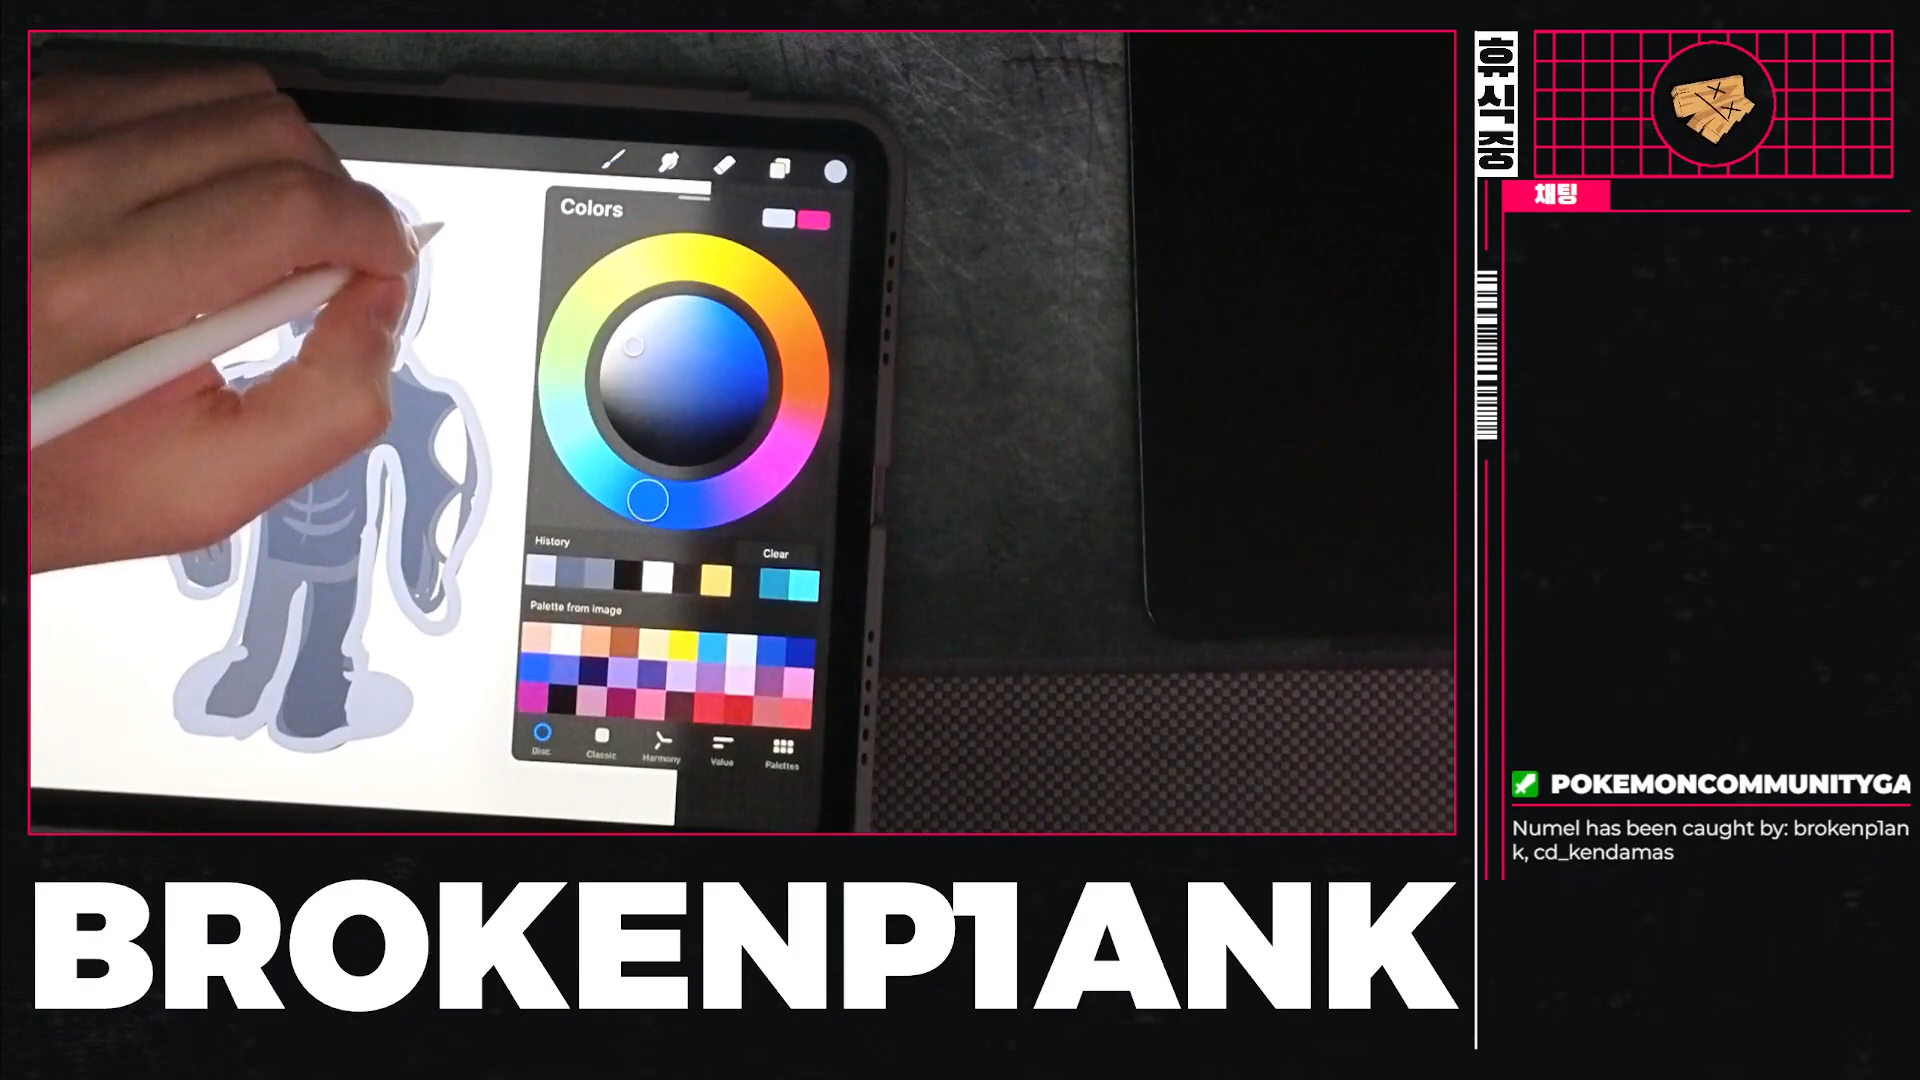 Colors
History
Clear
Palette from image
Disc
Classic
Harmony
Value
Palettes
휴식 중
채팅
POKEMONCOMMUNITYGA
Numel has been caught by: brokenp1an
k, cd_kendamas
BROKENP1ANK